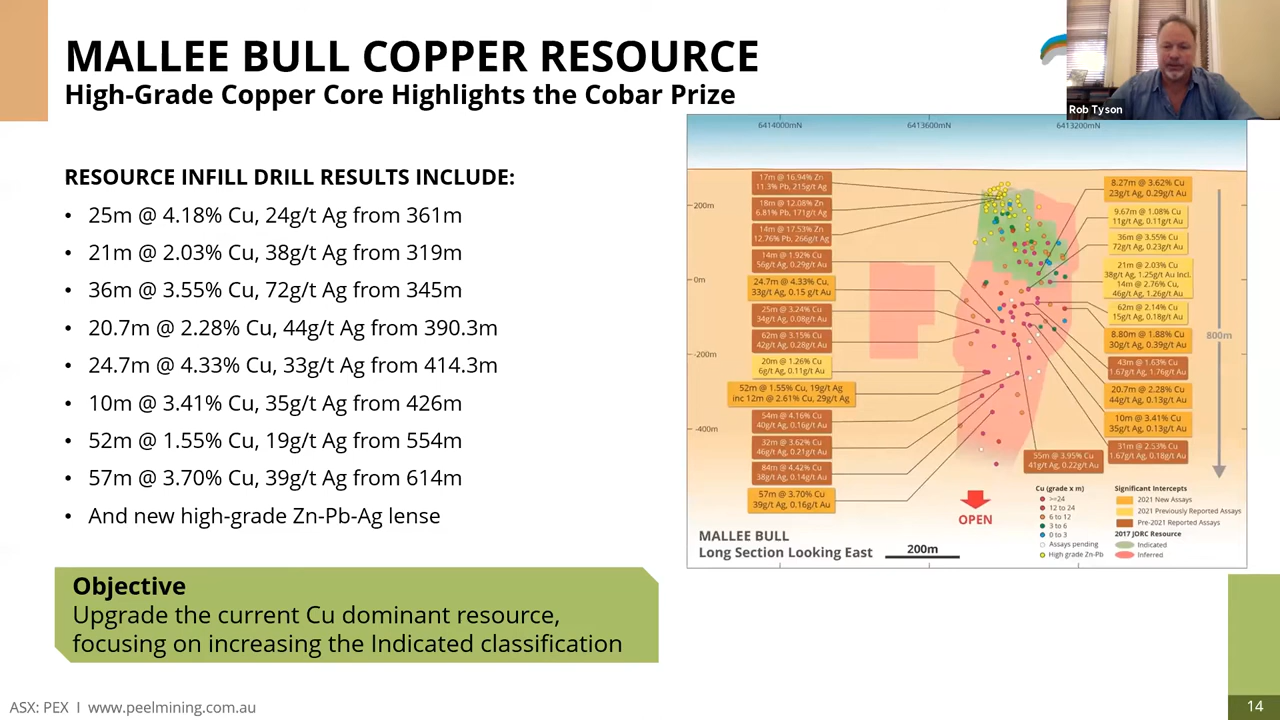 MALLEE BULL COPPER RESOURCE
High-Grade Copper Core Highlights the Cobar Prize
Rob Tyson
RESOURCE INFILL DRILL RESULTS INCLUDE:
• 25m @ 4.18% Cu, 24g/t Ag from 361m
• 21m @ 2.03% Cu, 38g/t Ag from 319m
• 36m @ 3.55% Cu, 72g/t Ag from 345m
• 20.7m @ 2.28% Cu, 44g/t Ag from 390.3m
• 24.7m @ 4.33% Cu, 33g/t Ag from 414.3m
• 10m @ 3.41% Cu, 35g/t Ag from 426m
• 52m @ 1.55% Cu, 19g/t Ag from 554m
• 57m @ 3.70% Cu, 39g/t Ag from 614m
• And new high-grade Zn-Pb-Ag lense
Objective
Upgrade the current Cu dominant resource,
focusing on increasing the Indicated classification
6414000mN 6413600mN 6413200mN
200m
0m
-200m
-400m
17m @ 16.94% Zn
11.3% Pb, 215g/t Ag
18m @ 12.08% Zn
6.81% Pb, 171g/t Ag
14m @ 17.53% Zn
12.76% Pb, 266g/t Ag
14m @ 1.92% Cu
56g/t Ag, 0.29g/t Au
24.7m @ 4.33% Cu,
33g/t Ag, 0.15 g/t Au
25m @ 3.24% Cu
34g/t Ag, 0.08g/t Au
62m @ 3.15% Cu
42g/t Ag, 0.28g/t Au
20m @ 1.26% Cu
6g/t Ag, 0.11g/t Au
52m @ 1.55% Cu, 19g/t Ag
inc 12m @ 2.61% Cu, 29g/t Ag
54m @ 4.16% Cu
40g/t Ag, 0.16g/t Au
32m @ 3.62% Cu
46g/t Ag, 0.21g/t Au
84m @ 4.42% Cu
38g/t Ag, 0.14g/t Au
57m @ 3.70% Cu
39g/t Ag, 0.16g/t Au
8.27m @ 3.62% Cu
23g/t Ag, 0.29g/t Au
9.67m @ 1.08% Cu
11g/t Ag, 0.11g/t Au
36m @ 3.55% Cu
72g/t Ag, 0.23g/t Au
21m @ 2.03% Cu
38g/t Ag, 1.25g/t Au Incl.
14m @ 2.76% Cu,
46g/t Ag, 1.26g/t Au
62m @ 2.14% Cu
15g/t Ag, 0.18g/t Au
8.80m @ 1.88% Cu
30g/t Ag, 0.39g/t Au
43m @ 1.63% Cu
1.67g/t Ag, 1.76g/t Au
20.7m @ 2.28% Cu
44g/t Ag, 0.13g/t Au
10m @ 3.41% Cu
35g/t Ag, 0.13g/t Au
31m @ 2.53% Cu
1.67g/t Ag, 0.18g/t Au
55m @ 3.95% Cu
41g/t Ag, 0.22g/t Au
800m
OPEN
Cu (grade x m)
>=24
12 to 24
6 to 12
3 to 6
0 to 3
Assays pending
High grade Zn-Pb
Significant Intercepts
2021 New Assays
2021 Previously Reported Assays
Pre-2021 Reported Assays
2017 JORC Resource
Indicated
Inferred
MALLEE BULL
Long Section Looking East
200m
ASX: PEX I www.peelmining.com.au
14